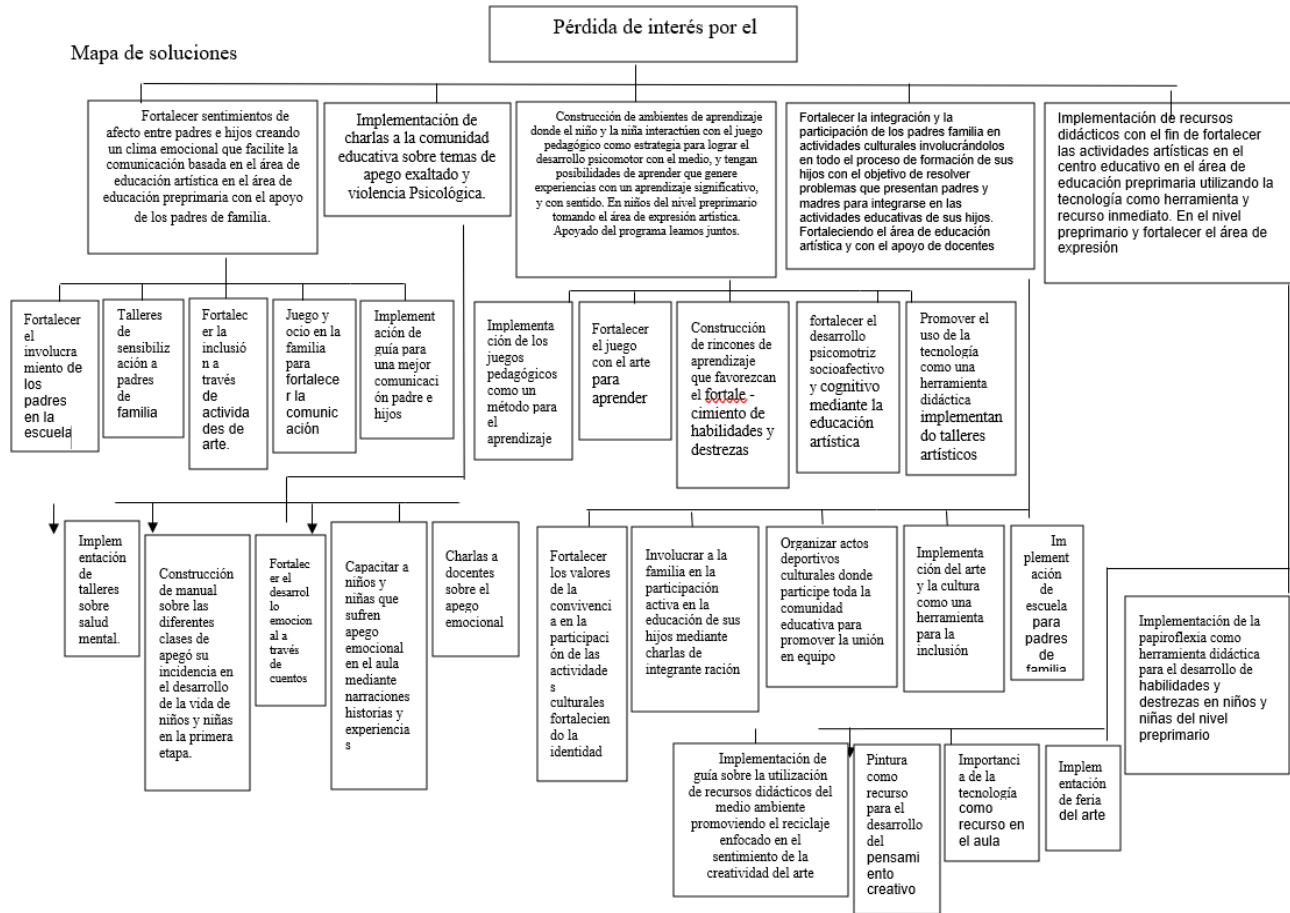 Pérdida de interés por el
Mapa de soluciones
Fortalecer sentimientos de
afecto entre padres e hijos creando
un clima emocional que facilite la
comunicación basada en el área de
educación artística en el área de
educación preprimaria con el apoyo
de los padres de familia.
Implementación de
charlas a la comunidad
educativa sobre temas de
apego exaltado y
violencia Psicológica.
Construcción de ambientes de aprendizaje
donde el niño y la niña interactúen con el juego
pedagógico como estrategia para lograr el
desarrollo psicomotor con el medio, y tengan
posibilidades de aprender que genere
experiencias con un aprendizaje significativo,
y con sentido. En niños del nivel preprimario
tomando el área de expresión artística.
Apoyado del programa leamos juntos.
Fortalecer la integración y la
participación de los padres familia en
actividades culturales involucrándolos
en todo el proceso de formación de sus
hijos con el objetivo de resolver
problemas que presentan padres y
madres para integrarse en las
actividades educativas de sus hijos.
Fortaleciendo el área de educación
artística y con el apoyo de docentes
Implementación de recursos
didácticos con el fin de fortalecer
las actividades artísticas en el
centro educativo en el área de
educación preprimaria utilizando la
tecnología como herramienta y
recurso inmediato. En el nivel
preprimario y fortalecer el área de
expresión
Fortalecer
el
involucra
miento de
los
padres
en la
escuela
Talleres
de
sensibiliz
ación a
padres
de
familia
Fortalec
er la
inclusió
n a
través
de
activida
des de
arte.
Juego y
ocio en la
familia
para
fortalece
r la
comunic
ación
Implement
ación de
guía para
una mejor
comunicaci
ón padre e
hijos
Implementa
ción de los
juegos
pedagógicos
como un
método para
el
aprendizaje
Fortalecer
el juego
con el arte
para
aprender
Construcción
de rincones de
aprendizaje
que favorezcan
el fortale -
cimiento de
habilidades y
destrezas
fortalecer el
desarrollo
psicomotriz
socioafectivo
y cognitivo
mediante la
educación
artística
Promover el
uso de la
tecnología
como una
herramienta
didáctica
implementan
do talleres
artísticos
Implem
entación
de
talleres
sobre
salud
mental.
Construcción
de manual
sobre las
diferentes
clases de
apegó su
incidencia en
el desarrollo
de la vida de
niños y niñas
en la primera
etapa.
Fortalec
er el
desarrol
lo
emocion
al a
través
de
cuentos
Capacitar a
niños y
niñas que
sufren
apego
emocional
en el aula
mediante
narraciones
historias y
experiencia
s
Charlas a
docentes
sobre el
apego
emocional
Fortalecer
los valores
de la
convivenci
a en la
participaci
ón de las
actividade
s
culturales
fortalecien
do la
identidad
Involucrar a la
familia en la
participación
activa en la
educación de
sus hijos
mediante
charlas de
integrante ración
Organizar actos
deportivos
culturales donde
participe toda la
comunidad
educativa para
promover la unión
en equipo
Implementa
ción del arte
y la cultura
como una
herramienta
para la
inclusión
Im
plement
ación de
escuela
para
padres
de
familia
Implementación de la
papiroflexia como
herramienta didáctica
para el desarrollo de
habilidades y
destrezas en niños y
niñas del nivel
preprimario
Implementación de
guía sobre la utilización
de recursos didácticos del
medio ambiente
promoviendo el reciclaje
enfocado en el
sentimiento de la
creatividad del arte
Pintura
como
recurso
para el
desarrollo
del
pensami
ento
creativo
Importanci
a de la
tecnología
como
recurso en
el aula
Implem
entación
de feria
del arte